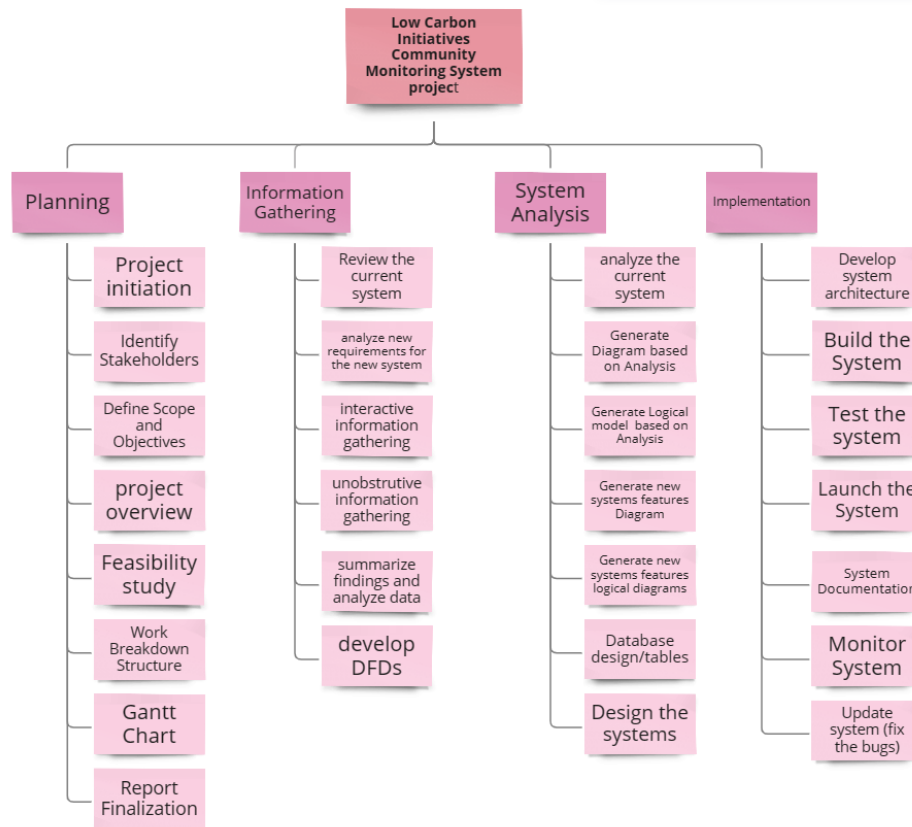 Low Carbon
Initiatives
Community
Monitoring System
project
Planning
Project
initiation
Identify
Stakeholders
Define Scope
and
Objectives
project
overview
Feasibility
study
Work
Breakdown
Structure
Gantt
Chart
Report
Finalization
Information
Gathering
Review the
current
system
analyze new
requirements for
the new system
interactive
information
gathering
unobstrutive
information
gathering
summarize
findings and
analyze data
develop
DFDs
System
Analysis
analyze the
current
system
Generate
Diagram based
on Analysis
Generate Logical
model based on
Analysis
Generate new
systems features
Diagram
Generate new
systems features
logical diagrams
Database
design/tables
Design the
systems
Implementation
Develop
system
architecture
Build the
System
Test the
system
Launch the
System
System
Documentation
Monitor
System
Update
system (fix
the bugs)